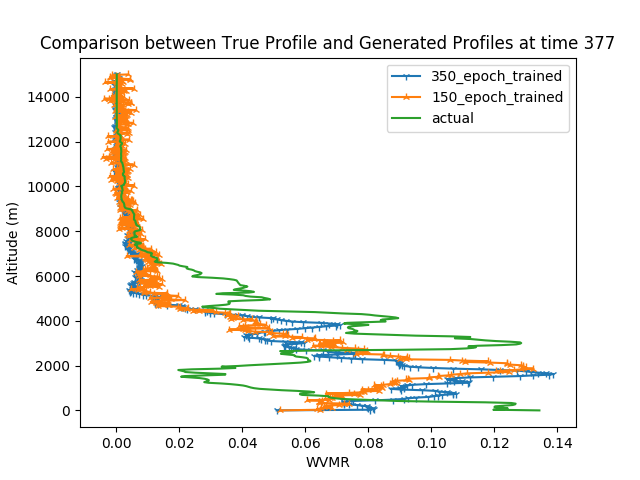 Comparison between True Profile and Generated Profiles at time 377
350_epoch_trained
150_epoch_trained
actual
Altitude (m)
14000
12000
10000
8000
6000
4000
2000
0
0.00 0.02 0.04 0.06 0.08 0.10 0.12 0.14
WVMR